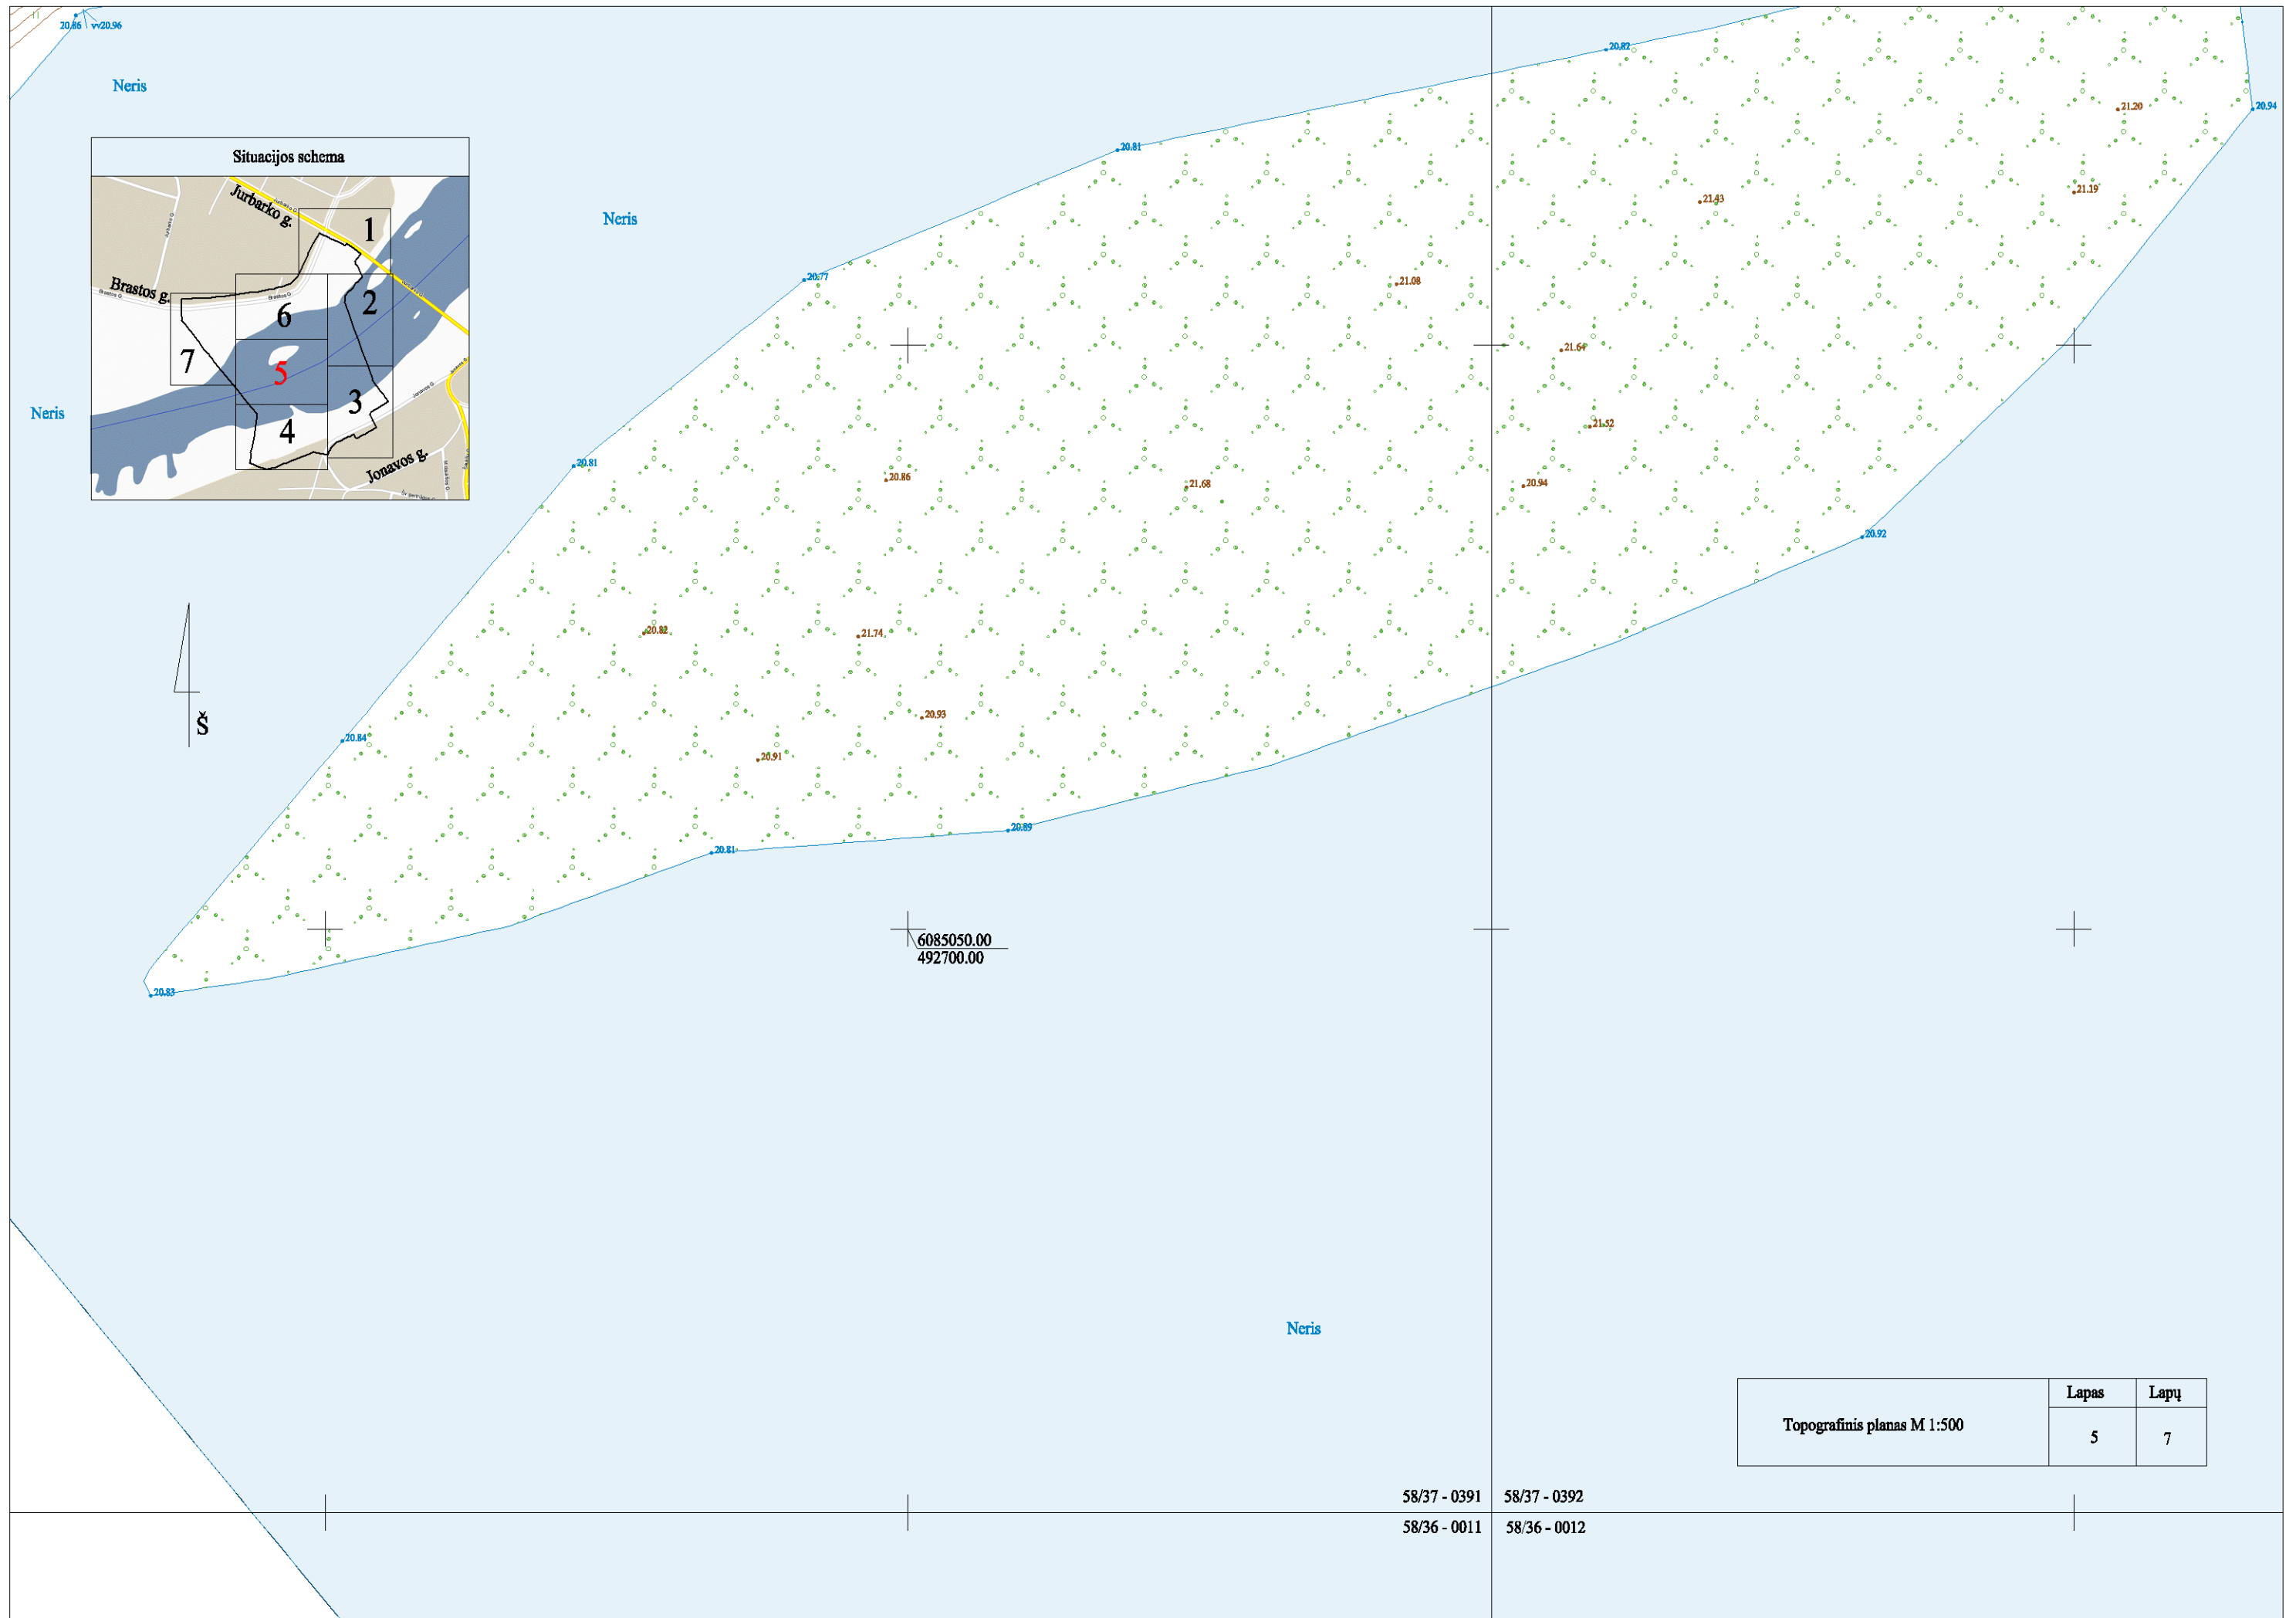 20.86 vv20.96
Neris
Situacijos schema
Jurbarko g.
Brastos g.
Brastos G.
Brastos G.
Jonavos G.
Jonavos g.
1
2
6
7
5
3
4
Neris
Neris
Š
20.82
20.94
21.20
20.81
21.19
21.43
20.77
21.08
21.64
21.52
20.81
20.86
21.68
20.94
20.92
20.82
21.74
20.93
20.84
20.91
20.89
20.81
6085050.00
492700.00
20.83
Neris
Topografinis planas M 1:500
Lapas Lapų
5 7
58/37 - 0391 58/37 - 0392
58/36 - 0011 58/36 - 0012